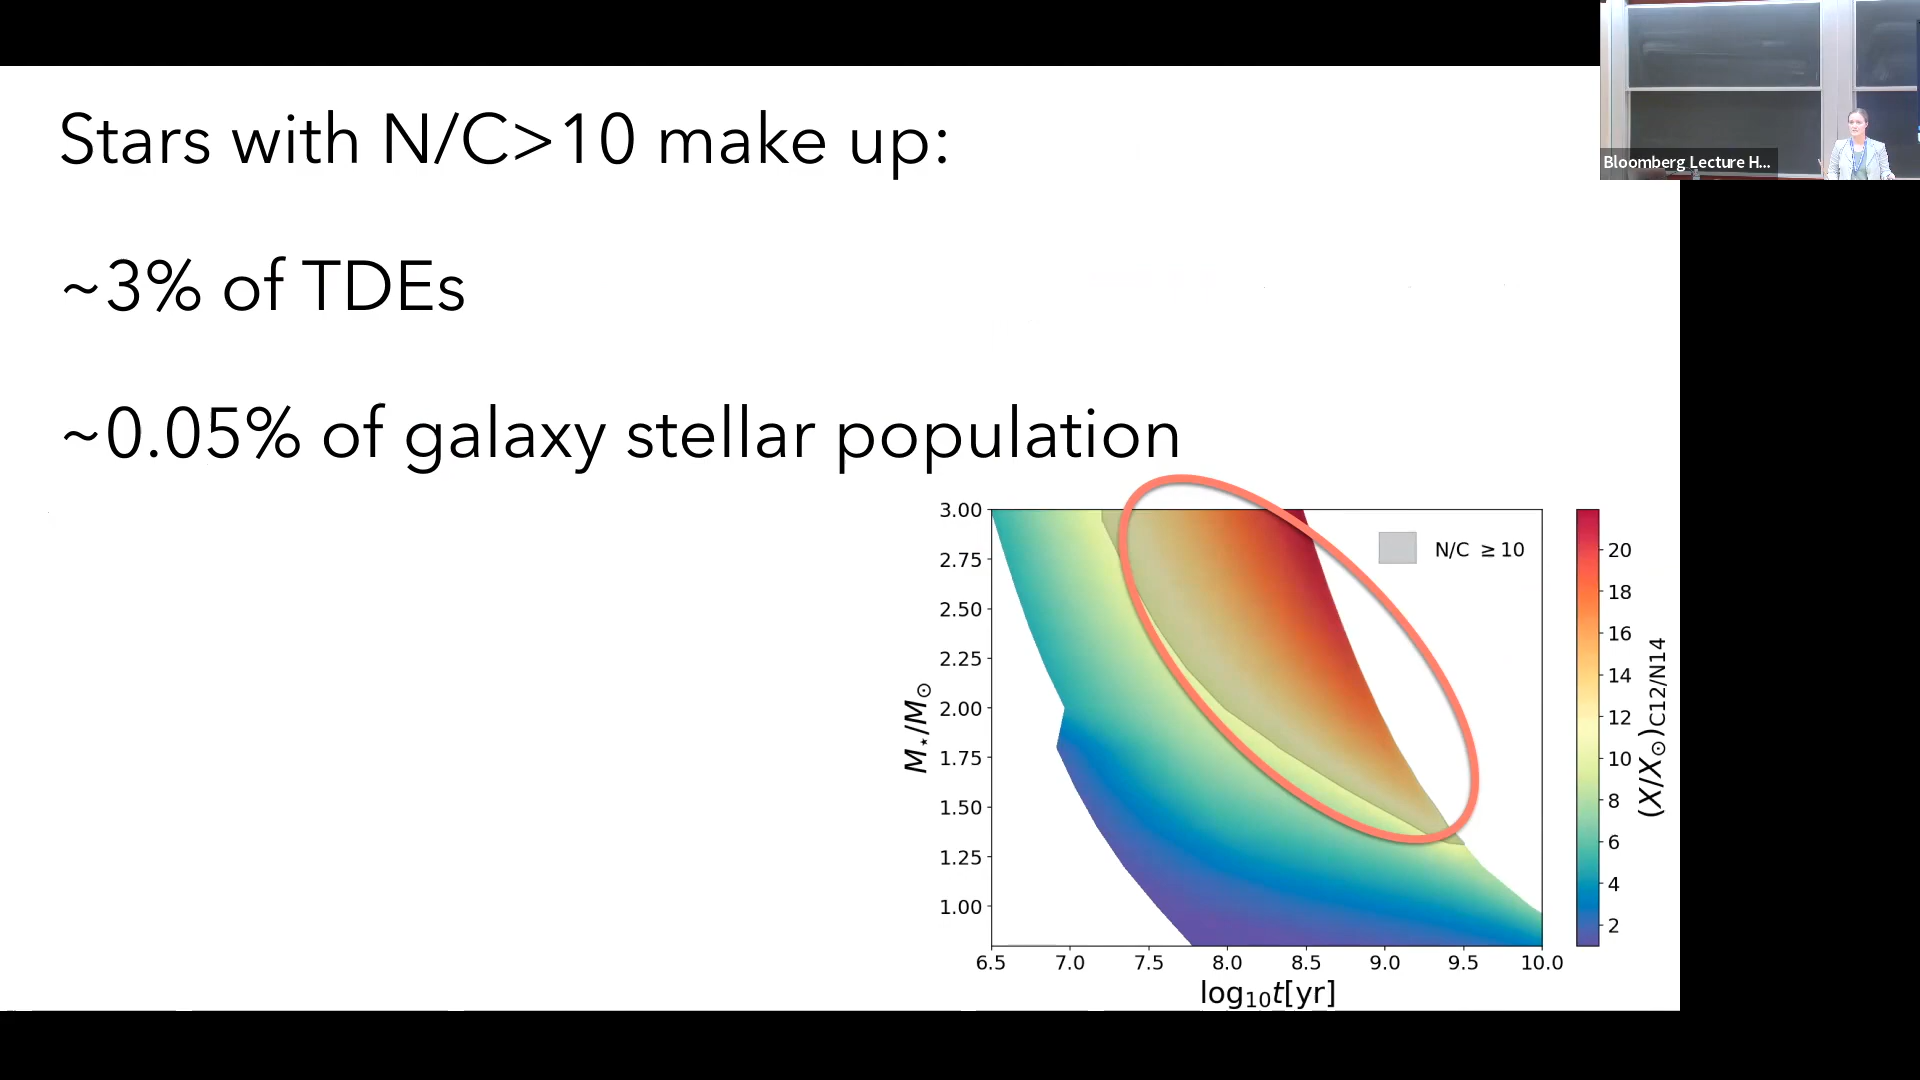 Stars with N/C>10 make up:
~3% of TDEs
~0.05% of galaxy stellar population
Bloomberg Lecture H...
3.00
2.75
2.50
2.25
2.00
1.75
1.50
1.25
1.00
M⋆/M⊙
N/C ≥10
6.5 7.0 7.5 8.0 8.5 9.0 9.5 10.0
log₁₀t[yr]
20
18
16
14
12
10
8
6
4
2
(X/X⊙)C12/N14